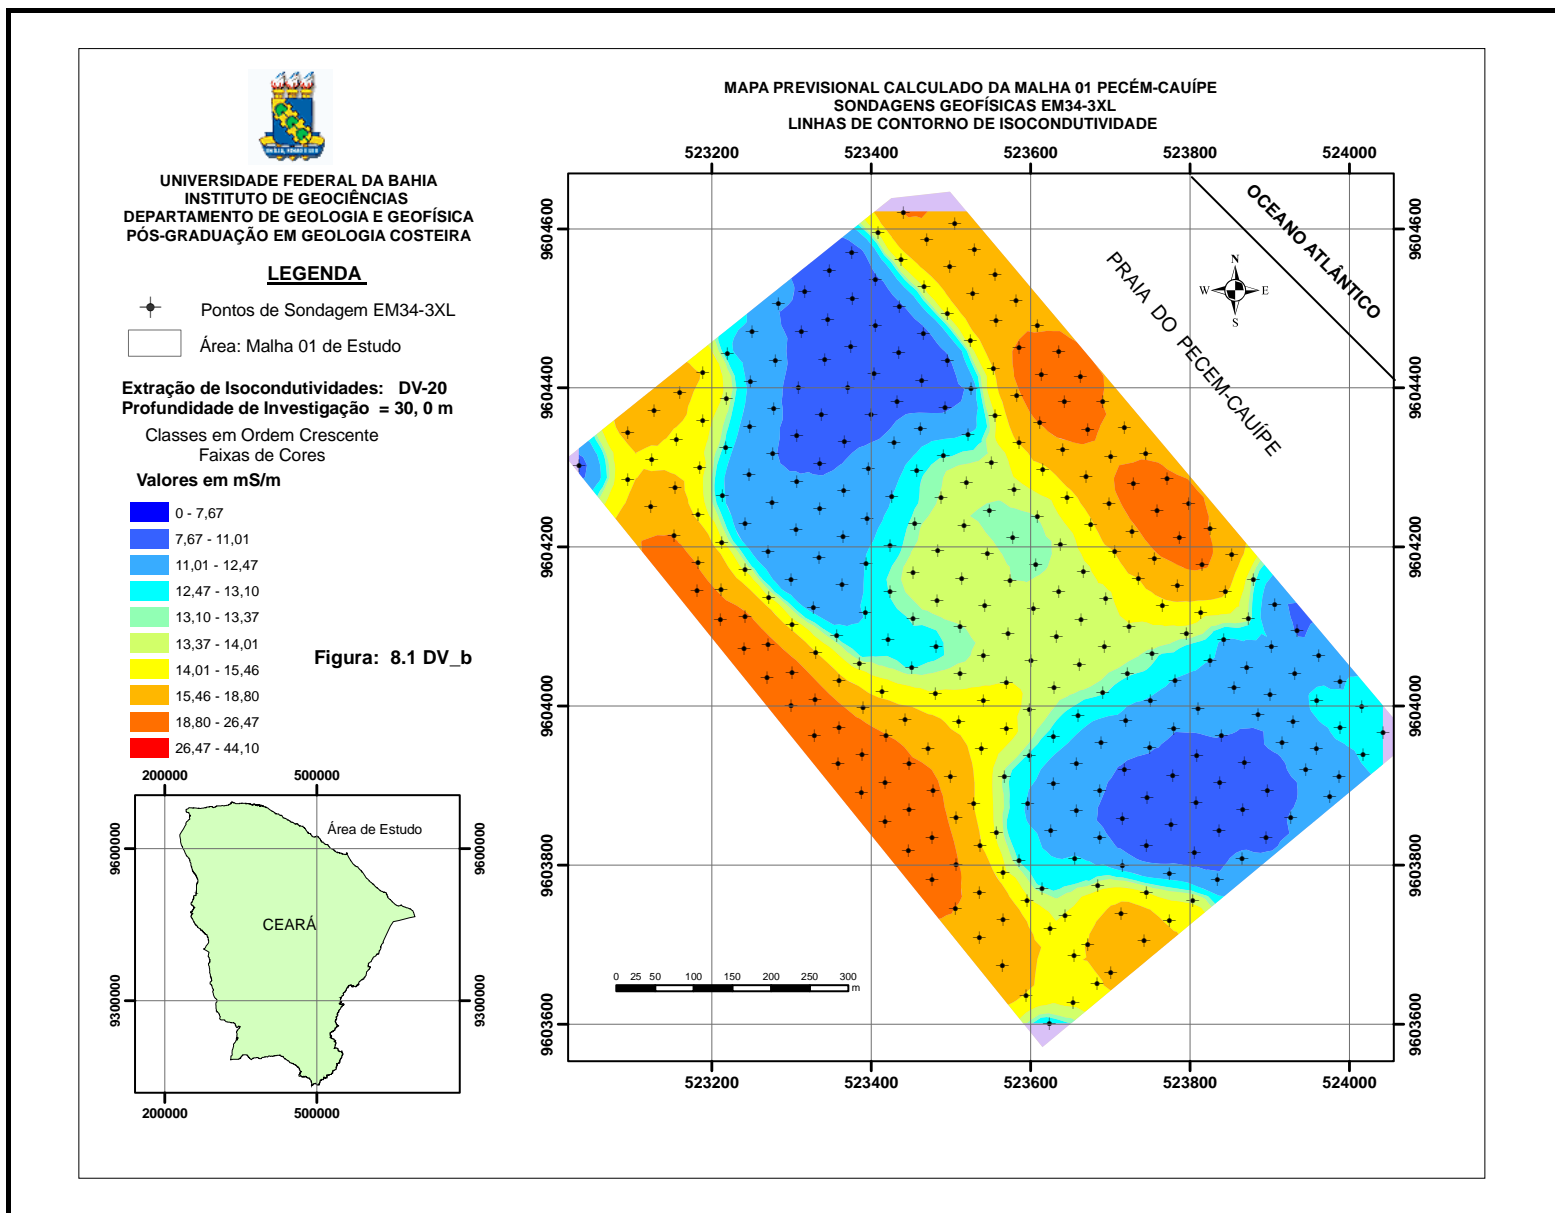 UNIVERSIDADE FEDERAL DA BAHIA
INSTITUTO DE GEOCIÊNCIAS
DEPARTAMENTO DE GEOLOGIA E GEOFÍSICA
PÓS-GRADUAÇÃO EM GEOLOGIA COSTEIRA
LEGENDA
Pontos de Sondagem EM34-3XL
Área: Malha 01 de Estudo
Extração de Isocondutividades: DV-20
Profundidade de Investigação = 30, 0 m
Classes em Ordem Crescente
Faixas de Cores
Valores em mS/m
0 - 7,67
7,67 - 11,01
11,01 - 12,47
12,47 - 13,10
13,10 - 13,37
13,37 - 14,01
14,01 - 15,46
15,46 - 18,80
18,80 - 26,47
26,47 - 44,10
Figura: 8.1 DV_b
200000 500000
9600000 9600000
9300000 9300000
Área de Estudo
CEARÁ
200000 500000
MAPA PREVISIONAL CALCULADO DA MALHA 01 PECÉM-CAUÍPE
SONDAGENS GEOFÍSICAS EM34-3XL
LINHAS DE CONTORNO DE ISOCONDUTIVIDADE
523200 523400 523600 523800 524000
9604600 9604600
9604400 9604400
9604200 9604200
9604000 9604000
9603800 9603800
9603600 9603600
OCEANO ATLÂNTICO
PRAIA DO PECEM-CAUÍPE
N
W E
S
0 25 50 100 150 200 250 300
m
523200 523400 523600 523800 524000